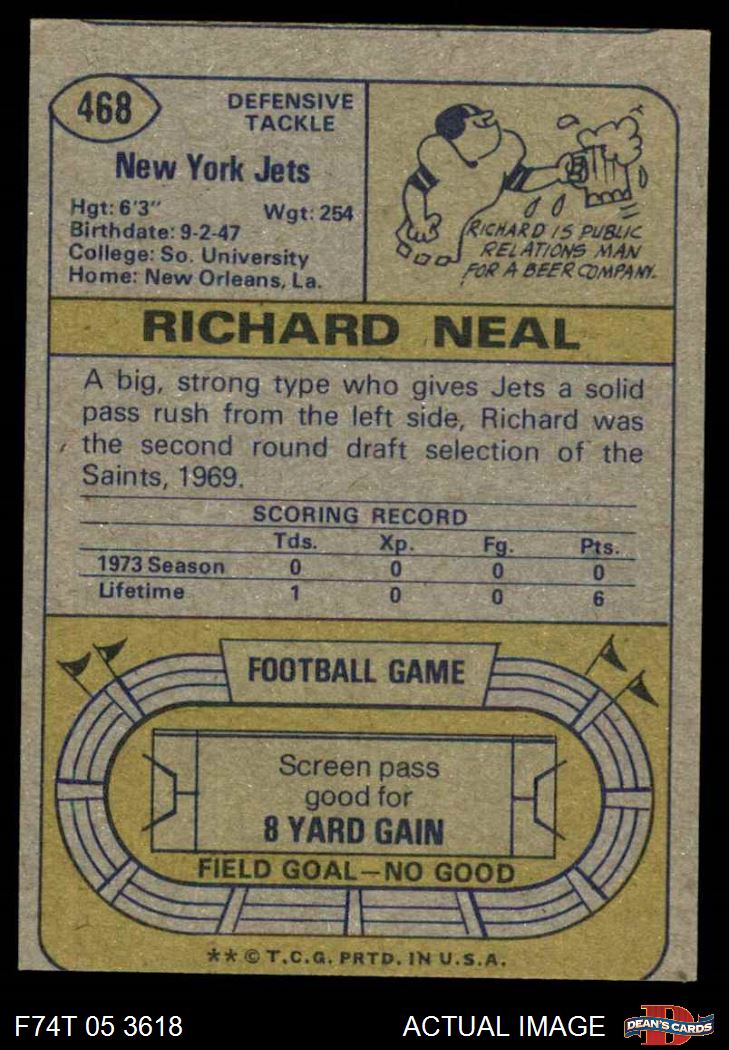 468
DEFENSIVE
TACKLE
New York Jets
Hgt: 6'3" Wgt: 254
Birthdate: 9-2-47
College: So. University
Home: New Orleans, La.
RICHARD IS PUBLIC
RELATIONS MAN
FOR A BEER COMPANY.
RICHARD NEAL
A big, strong type who gives Jets a solid
pass rush from the left side, Richard was
the second round draft selection of the
Saints, 1969.
SCORING RECORD
Tds. Xp. Fg. Pts.
1973 Season 0 0 0 0
Lifetime 1 0 0 6
FOOTBALL GAME
Screen pass
good for
8 YARD GAIN
FIELD GOAL—NO GOOD
** © T.C.G. PRTD. IN U.S.A.
F74T 05 3618 ACTUAL IMAGE
D
DEAN'S CARDS